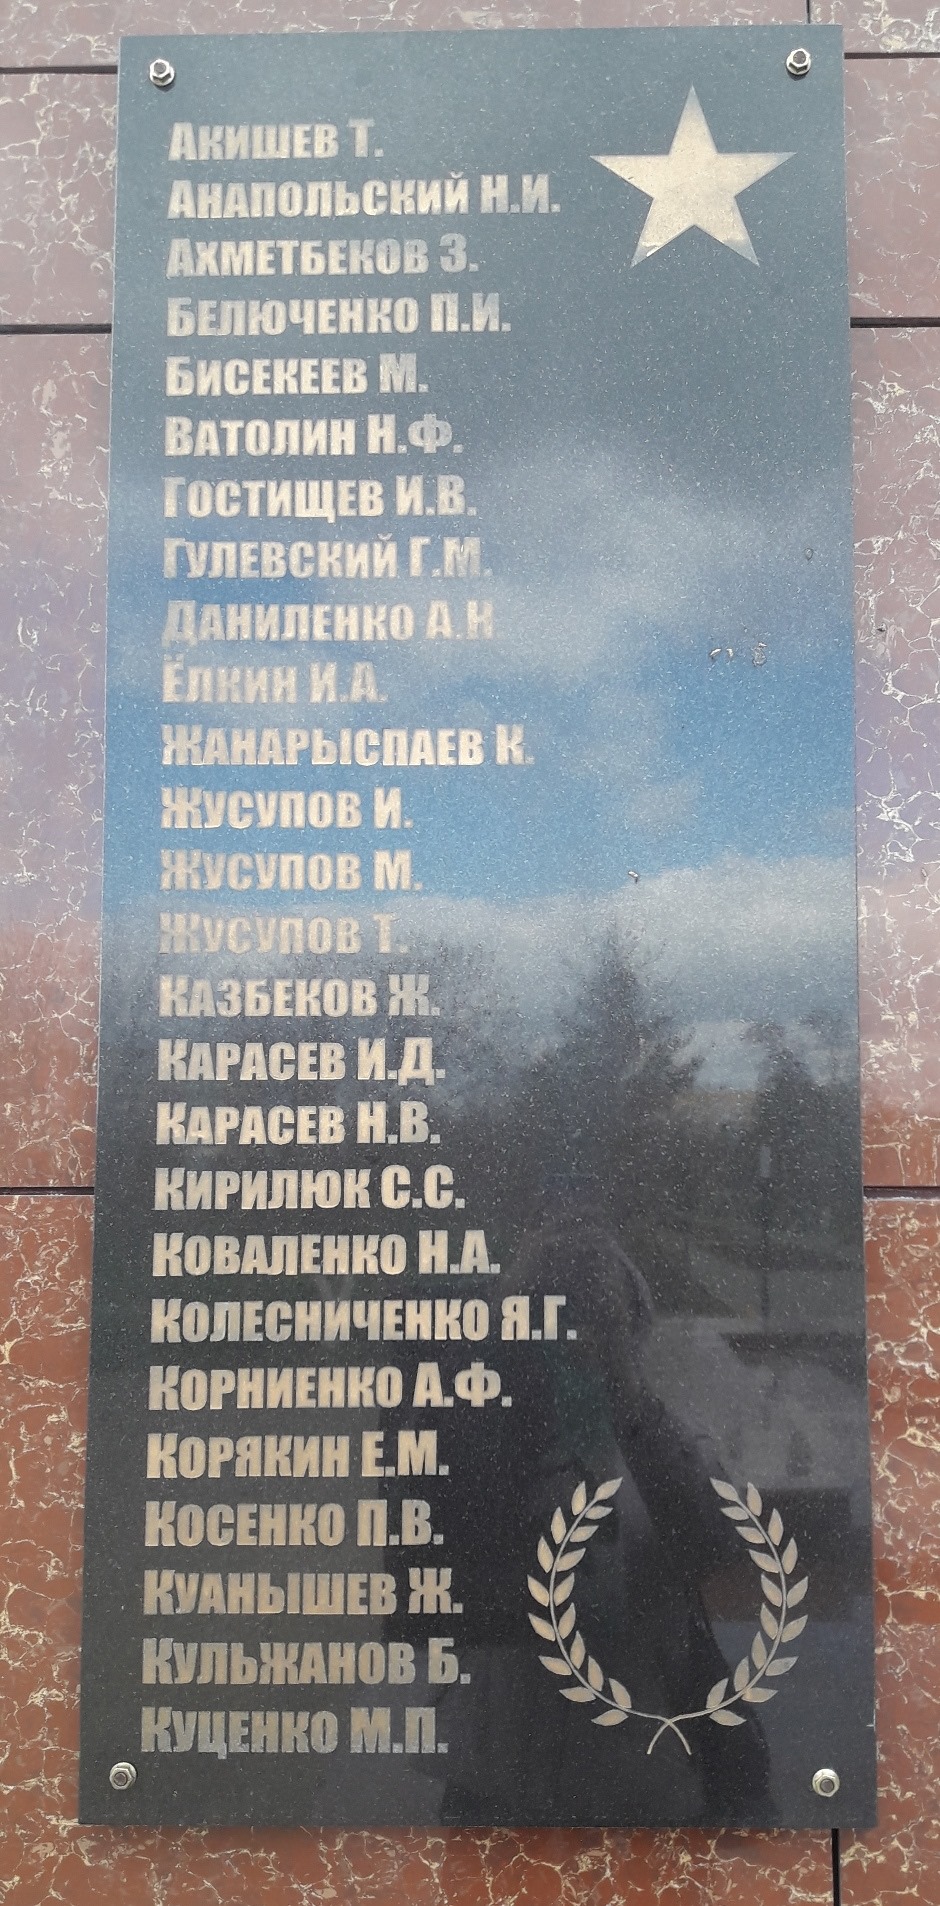 Акишев Т.
Анапольский Н.И.
Ахметбеков З.
Белюченко П.И.
Бисекеев М.
Ватолин Н.Ф.
Гостищев И.В.
Гулевский Г.М.
Даниленко А.Н
Ёлкин И.А.
Жанарыспаев К.
Жусупов И.
Жусупов М.
Жусупов Т.
Казбеков Ж.
Карасев И.Д.
Карасев Н.В.
Кирилюк С.С.
Коваленко Н.А.
Колесниченко Я.Г.
Корниенко А.Ф.
Корякин Е.М.
Косенко П.В.
Куанышев Ж.
Кульжанов Б.
Куценко М.П.